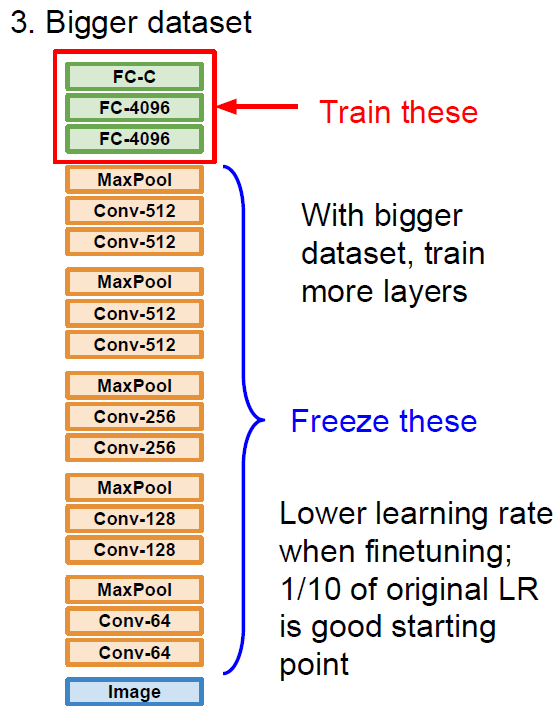 3. Bigger dataset
FC-C
FC-4096
FC-4096
Train these
MaxPool
Conv-512
Conv-512
With bigger
dataset, train
more layers
MaxPool
Conv-512
Conv-512
MaxPool
Conv-256
Conv-256
Freeze these
MaxPool
Conv-128
Conv-128
Lower learning rate
when finetuning;
1/10 of original LR
is good starting
point
MaxPool
Conv-64
Conv-64
Image